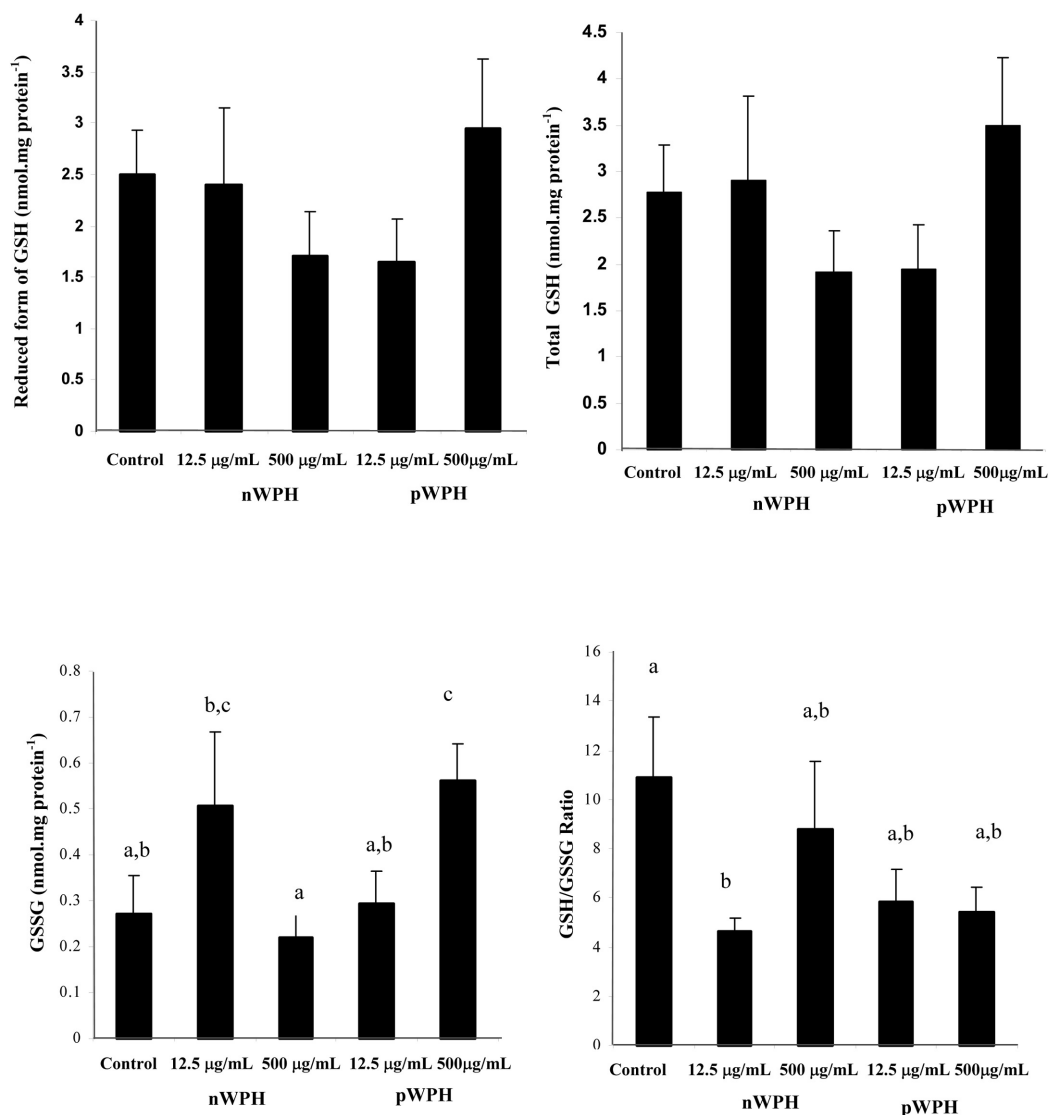 Reduced form of GSH (nmol.mg protein-1)
4
3.5
3
2.5
2
1.5
1
0.5
0
Control 12.5 µg/mL 500 µg/mL 12.5 µg/mL 500µg/mL
nWPH pWPH
Total GSH (nmol.mg protein-1)
4.5
4
3.5
3
2.5
2
1.5
1
0.5
0
Control 12.5 µg/mL 500 µg/mL 12.5 µg/mL 500µg/mL
nWPH pWPH
GSSG (nmol.mg protein-1)
0.8
0.7
0.6
0.5
0.4
0.3
0.2
0.1
0
a,b b,c a a,b c
Control 12.5 µg/mL 500 µg/mL 12.5 µg/mL 500µg/mL
nWPH pWPH
GSH/GSSG Ratio
16
14
12
10
8
6
4
2
0
a b a,b a,b a,b
Control 12.5 µg/mL 500 µg/mL 12.5 µg/mL 500µg/mL
nWPH pWPH